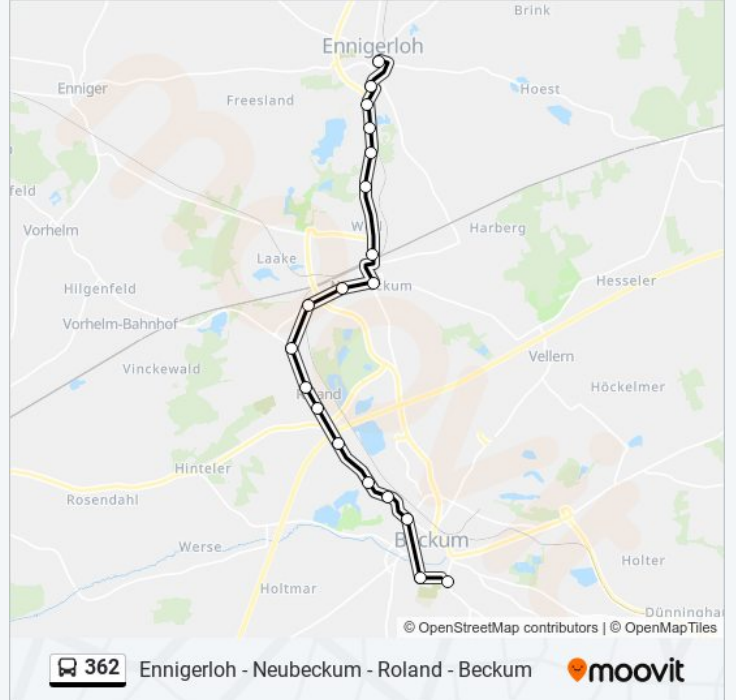 Brink
Ennigerloh
Enniger
Hoest
Freesland
feld
Vorhelm
Harberg
Laake
Hesseler
Hilgenfeld
Vorhelm-Bahnhof
Vellern
Vinckewald
Höckelmer
Hinteler
Rosendahl
Beckum
Werse
Holter
Holtmar
Dünningha
© OpenStreetMap contributors | © OpenMapTiles
362 Ennigerloh - Neubeckum - Roland - Beckum moovit